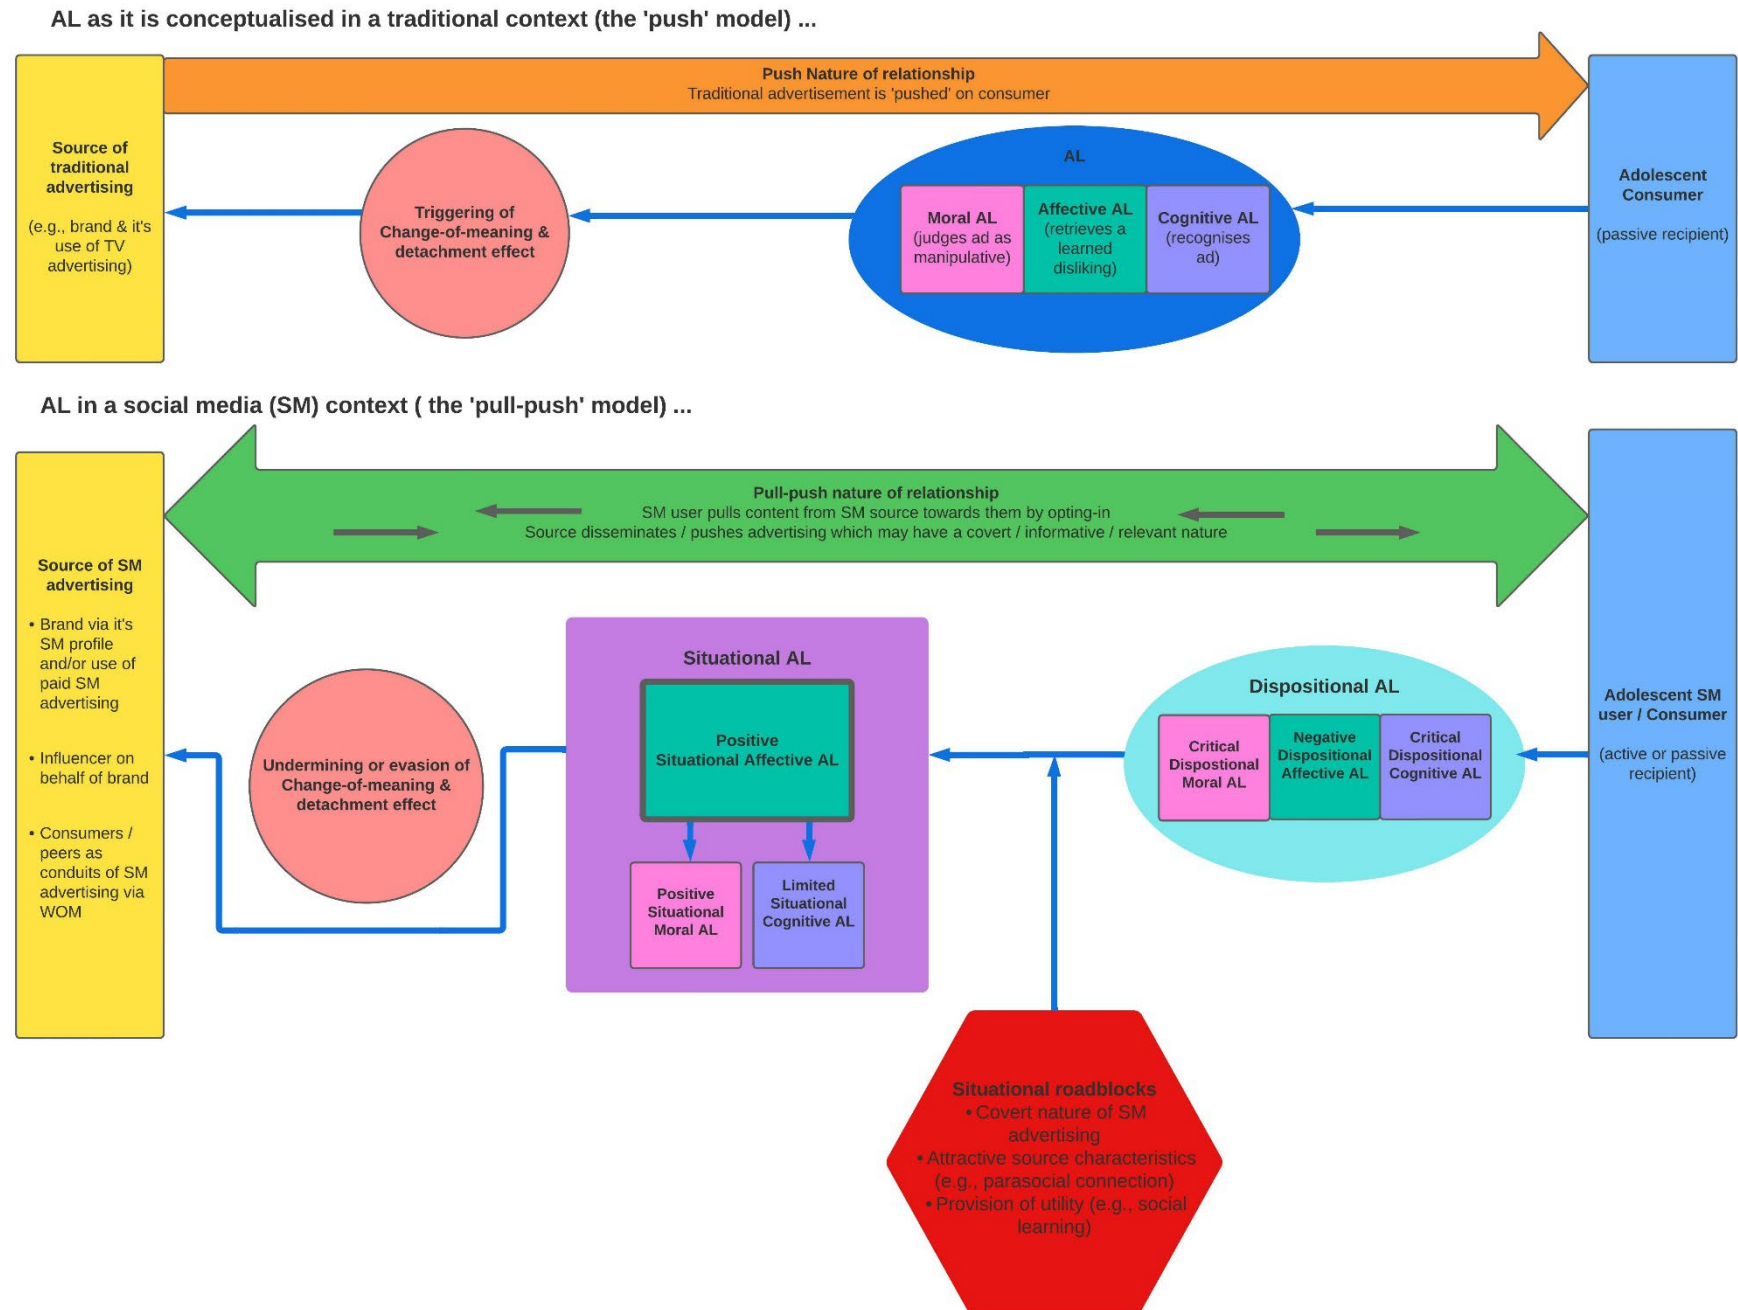 AL as it is conceptualised in a traditional context (the 'push' model) ...
Push Nature of relationship
Traditional advertisement is 'pushed' on consumer
Source of
traditional
advertising
(e.g., brand & it's
use of TV
advertising)
Triggering of
Change-of-meaning &
detachment effect
AL
Moral AL
(judges ad as
manipulative)
Affective AL
(retrieves a
learned
disliking)
Cognitive AL
(recognises
ad)
Adolescent
Consumer
(passive recipient)
AL in a social media (SM) context ( the 'pull-push' model) ...
Pull-push nature of relationship
SM user pulls content from SM source towards them by opting-in
Source disseminates / pushes advertising which may have a covert / informative / relevant nature
Source of SM
advertising
• Brand via it's
SM profile
and/or use of
paid SM
advertising
• Influencer on
behalf of brand
• Consumers /
peers as
conduits of SM
advertising via
WOM
Undermining or evasion of
Change-of-meaning &
detachment effect
Situational AL
Positive
Situational Affective AL
Positive
Situational
Moral AL
Limited
Situational
Cognitive AL
Dispositional AL
Critical
Dispostional
Moral AL
Negative
Dispositional
Affective AL
Critical
Dispositional
Cognitive AL
Adolescent SM
user / Consumer
(active or passive
recipient)
Situational roadblocks
• Covert nature of SM
advertising
• Attractive source characteristics
(e.g., parasocial connection)
• Provision of utility (e.g., social
learning)